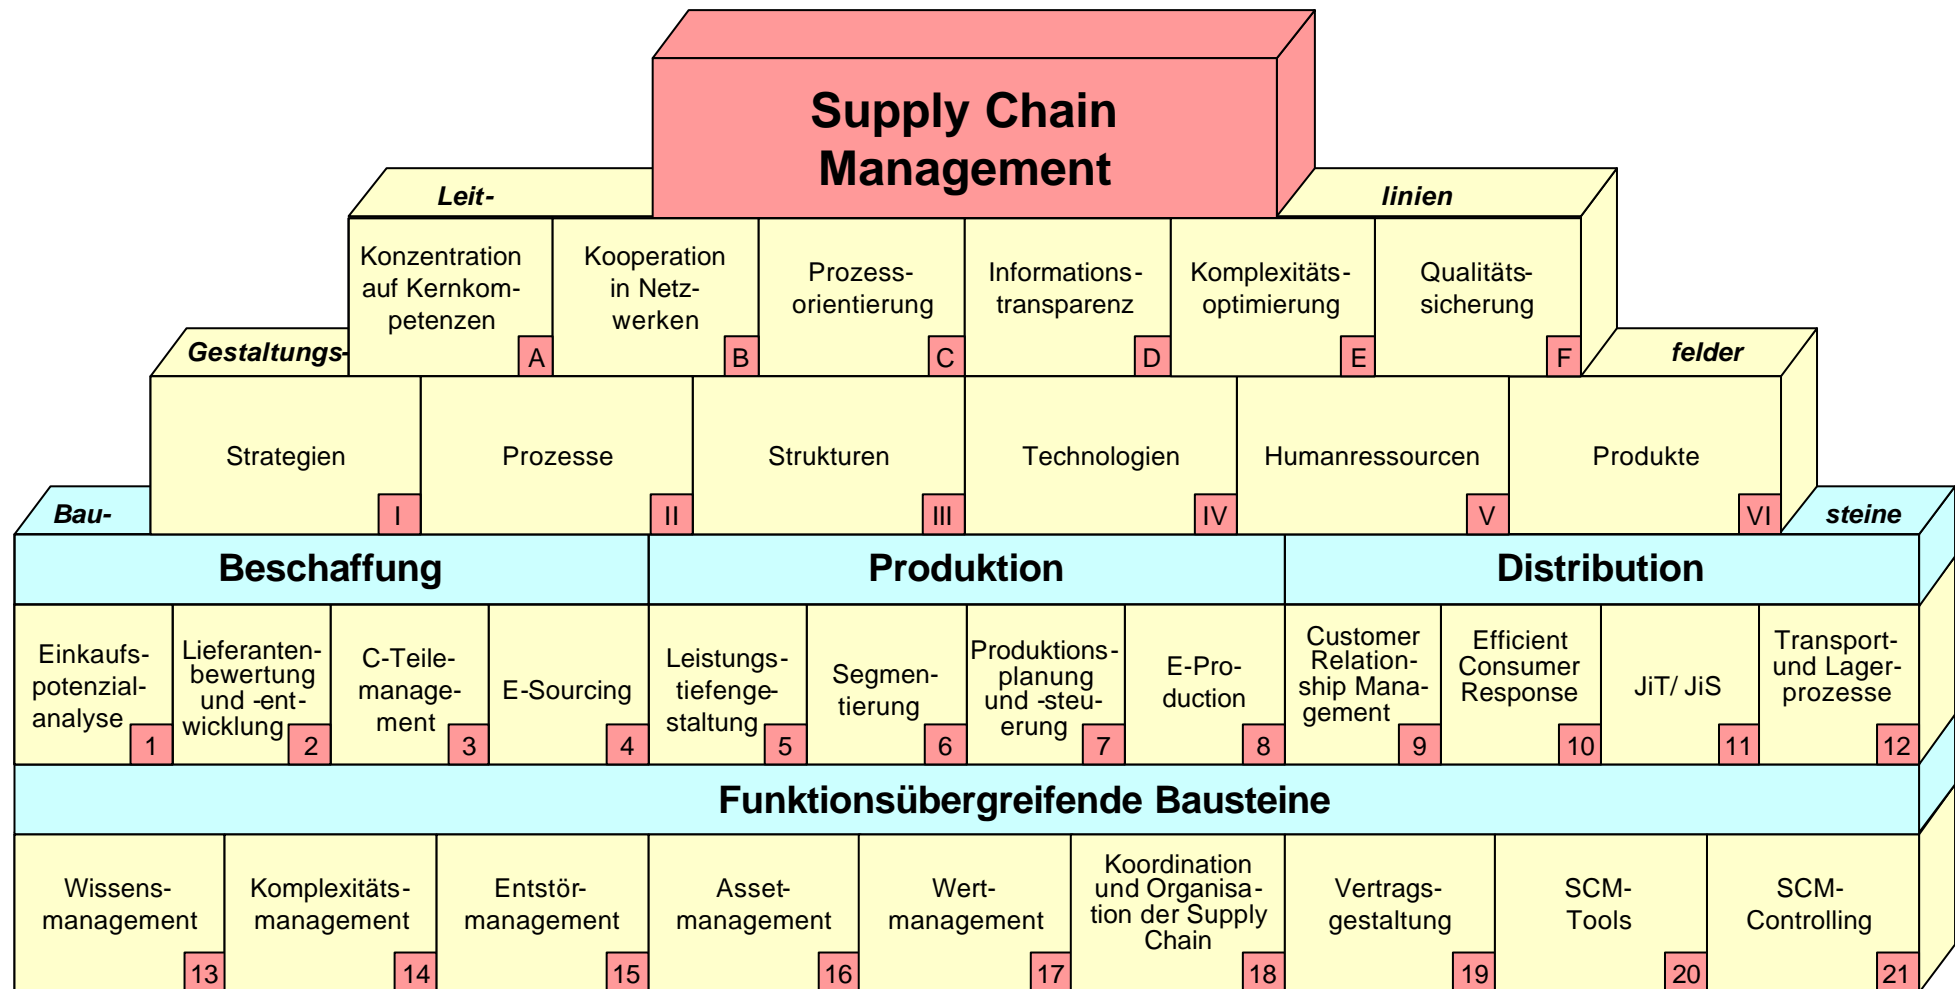 Supply Chain
Management
Leit-
linien
Konzentration
auf Kernkom-
petenzen
A
Kooperation
in Netz-
werken
B
Prozess-
orientierung
C
Informations-
transparenz
D
Komplexitäts-
optimierung
E
Qualitäts-
sicherung
F
Gestaltungs-
felder
Strategien
I
Prozesse
II
Strukturen
III
Technologien
IV
Humanressourcen
V
Produkte
VI
Bau-
steine
Beschaffung
Produktion
Distribution
Einkaufs-
potenzial-
analyse
1
Lieferanten-
bewertung
und -ent-
wicklung
2
C-Teile-
manage-
ment
3
E-Sourcing
4
Leistungs-
tiefenge-
staltung
5
Segmen-
tierung
6
Produktions-
planung
und -steu-
erung
7
E-Pro-
duction
8
Customer
Relation-
ship Mana-
gement
9
Efficient
Consumer
Response
10
JiT/ JiS
11
Transport-
und Lager-
prozesse
12
Funktionsübergreifende Bausteine
Wissens-
management
13
Komplexitäts-
management
14
Entstör-
management
15
Asset-
management
16
Wert-
management
17
Koordination
und Organisa-
tion der Supply
Chain
18
Vertrags-
gestaltung
19
SCM-
Tools
20
SCM-
Controlling
21